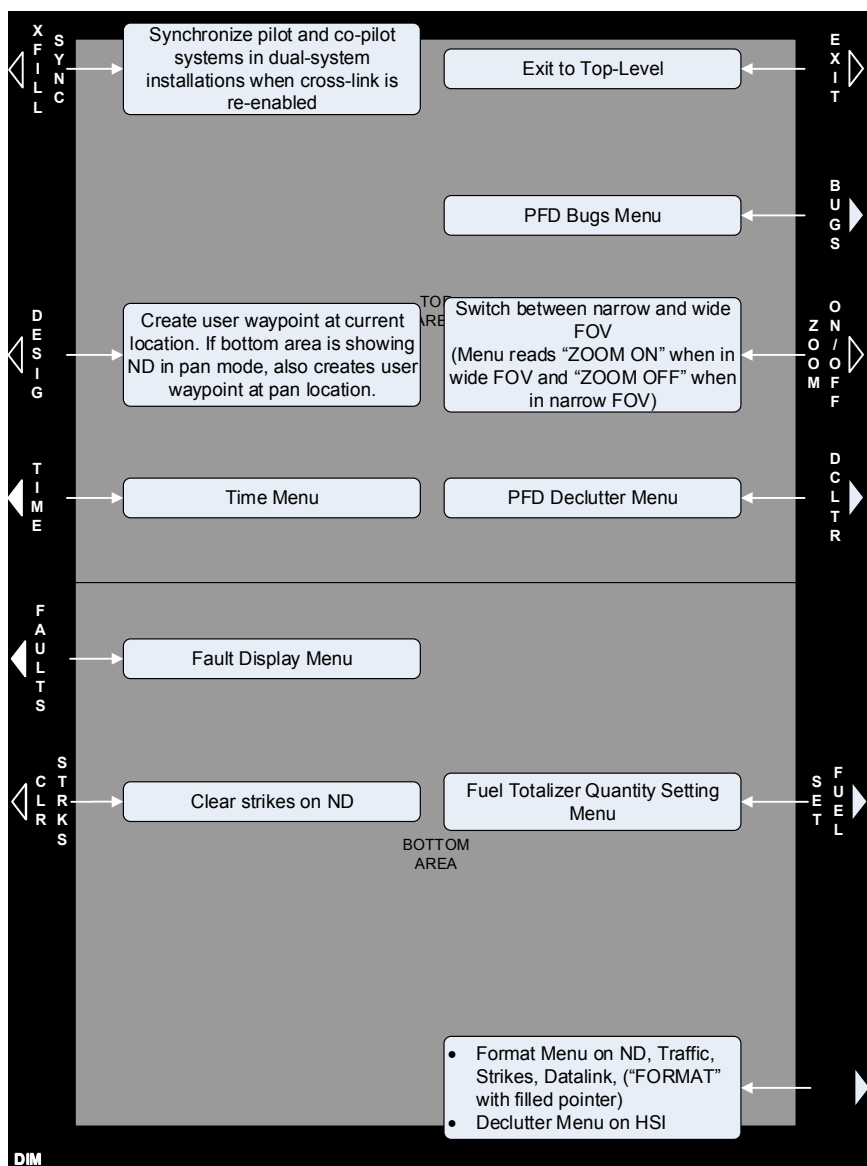 XFILL SYNC
Synchronize pilot and co-pilot
systems in dual-system
installations when cross-link is
re-enabled
Exit to Top-Level
EXIT
PFD Bugs Menu
BUGS
TOP
AREA
DESIG
Create user waypoint at current
location. If bottom area is showing
ND in pan mode, also creates user
waypoint at pan location.
Switch between narrow and wide
FOV
(Menu reads “ZOOM ON” when in
wide FOV and “ZOOM OFF” when
in narrow FOV)
ZOOM ON/OFF
TIME
Time Menu
PFD Declutter Menu
DCLTR
FAULTS
Fault Display Menu
CLR STRKS
Clear strikes on ND
Fuel Totalizer Quantity Setting
Menu
SET FUEL
BOTTOM
AREA
• Format Menu on ND, Traffic,
Strikes, Datalink, (“FORMAT”
with filled pointer)
• Declutter Menu on HSI
DIM